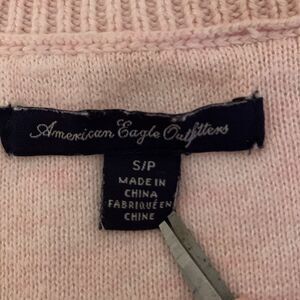 American Eagle Outfitters
S/P
MADE IN
CHINA
FABRIQUÉ EN
CHINE